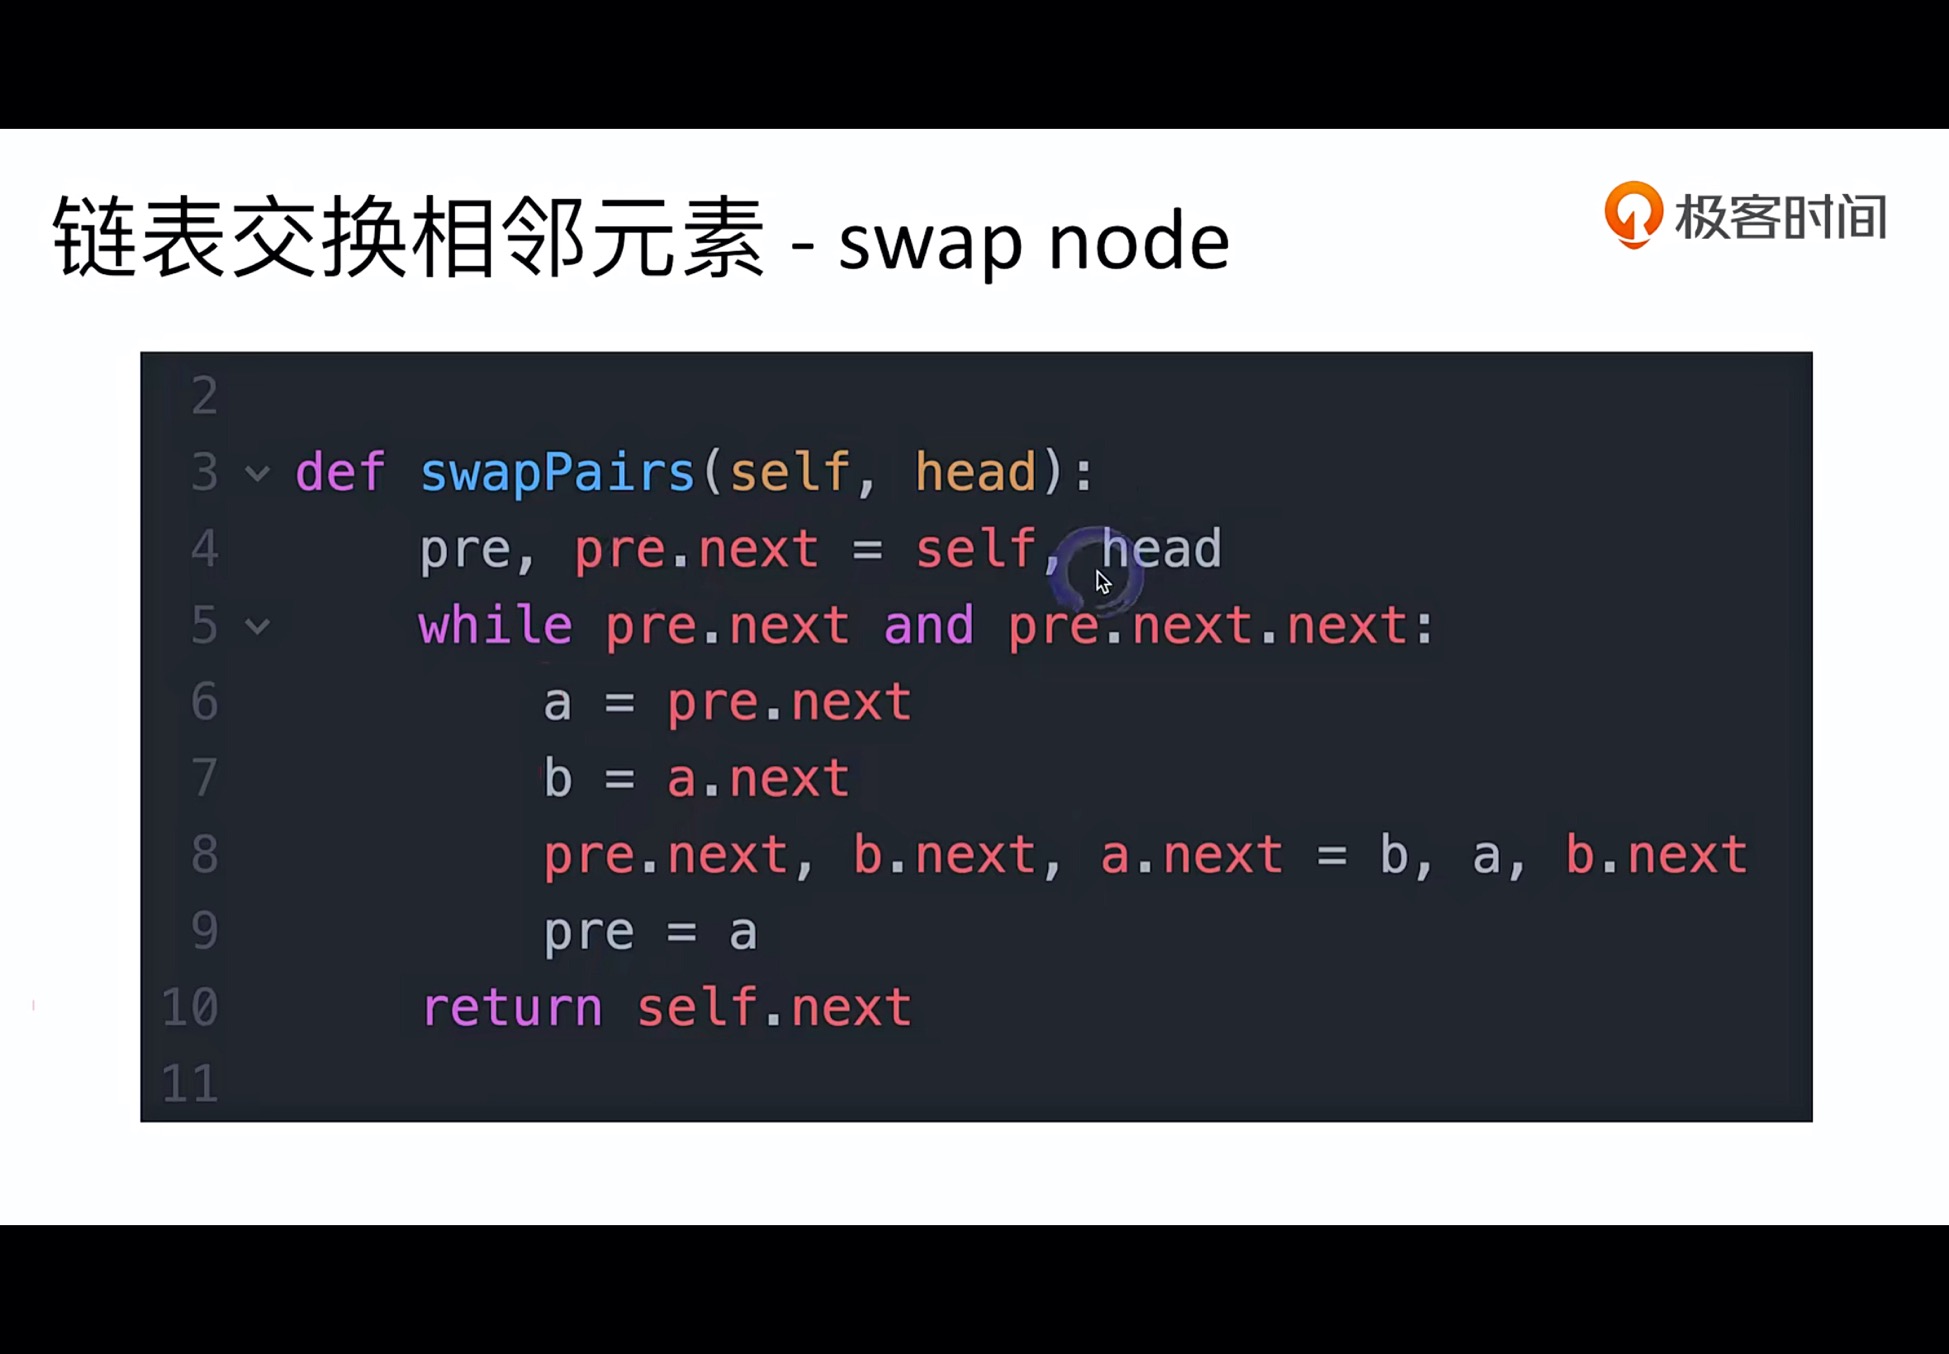 链表交换相邻元素 - swap node
极客时间
2
3 def swapPairs(self, head):
4 pre, pre.next = self, head
5 while pre.next and pre.next.next:
6 a = pre.next
7 b = a.next
8 pre.next, b.next, a.next = b, a, b.next
9 pre = a
10 return self.next
11